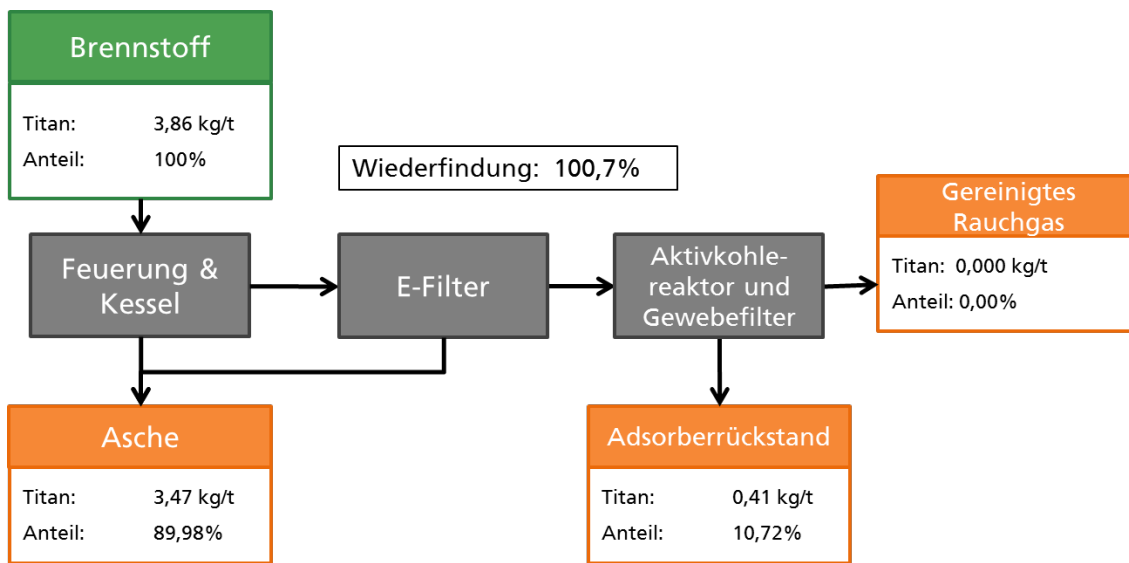 Brennstoff
Titan: 3,86 kg/t
Anteil: 100%
Wiederfindung: 100,7%
Feuerung &
Kessel
E-Filter
Aktivkohle-
reaktor und
Gewebefilter
Gereinigtes
Rauchgas
Titan: 0,000 kg/t
Anteil: 0,00%
Asche
Titan: 3,47 kg/t
Anteil: 89,98%
Adsorberrückstand
Titan: 0,41 kg/t
Anteil: 10,72%